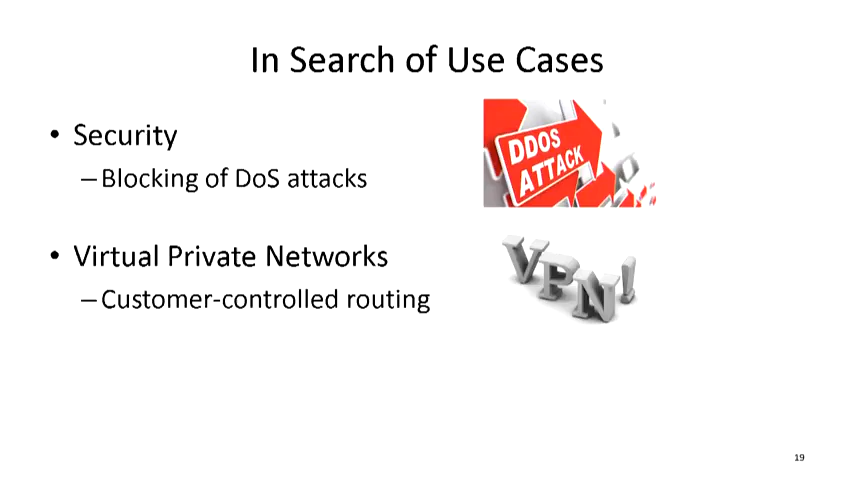 In Search of Use Cases
• Security
–Blocking of DoS attacks
DDOS
ATTACK
• Virtual Private Networks
–Customer-controlled routing
VPN!
19